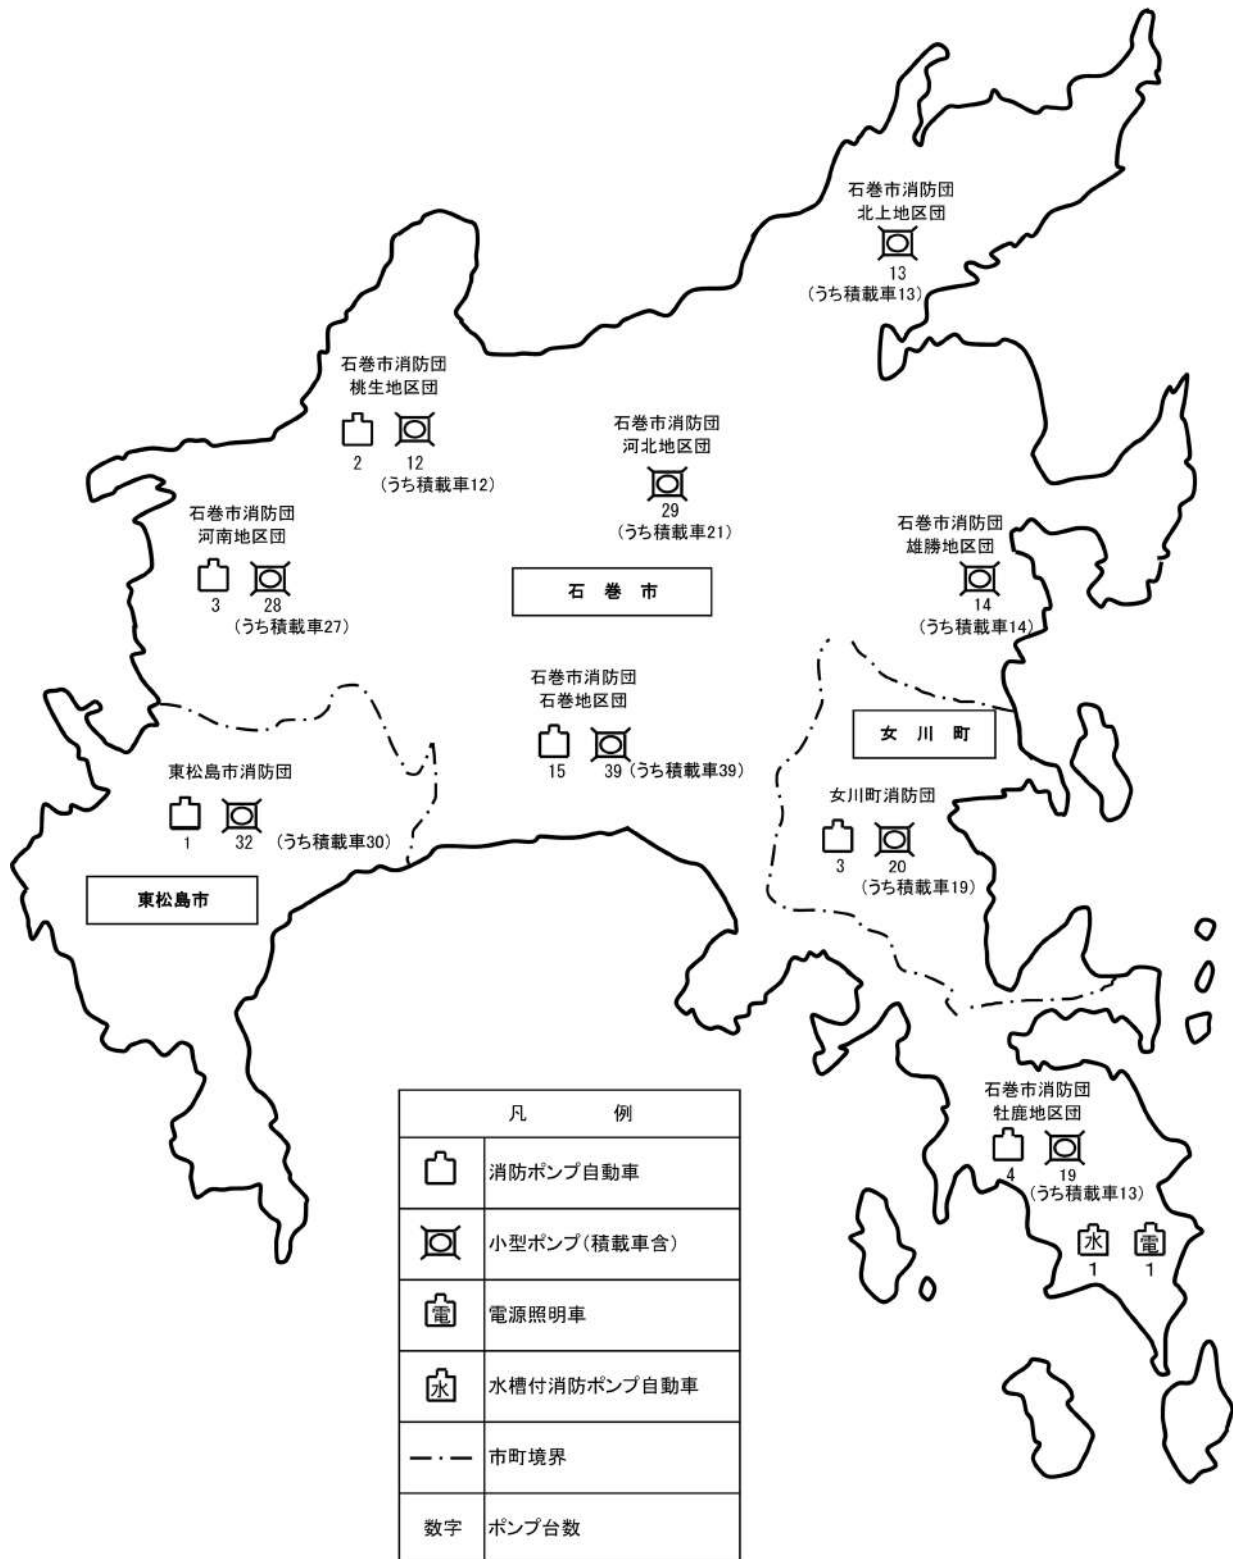 石巻市消防団
北上地区団
13
(うち積載車13)
石巻市消防団
桃生地区団
2 12
(うち積載車12)
石巻市消防団
河北地区団
29
(うち積載車21)
石巻市消防団
河南地区団
3 28
(うち積載車27)
石巻市消防団
雄勝地区団
14
(うち積載車14)
石 巻 市
石巻市消防団
石巻地区団
15 39 (うち積載車39)
女 川 町
東松島市消防団
1 32 (うち積載車30)
女川町消防団
3 20
(うち積載車19)
東松島市
石巻市消防団
牡鹿地区団
4 19
(うち積載車13)
水 電
1 1
凡 例
消防ポンプ自動車
小型ポンプ(積載車含)
電 電源照明車
水 水槽付消防ポンプ自動車
市町境界
数字 ポンプ台数